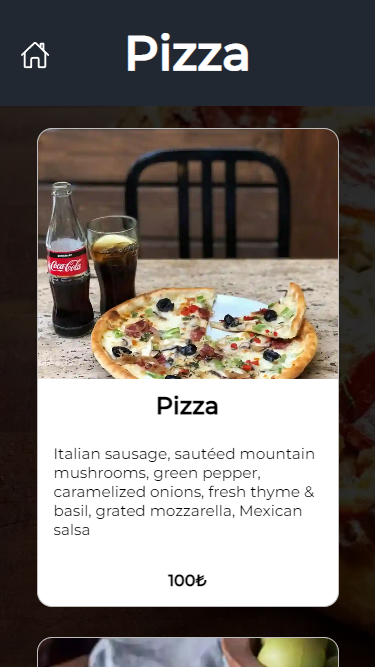 Pizza
Coca-Cola
Pizza
Italian sausage, sautéed mountain
mushrooms, green pepper,
caramelized onions, fresh thyme &
basil, grated mozzarella, Mexican
salsa
100₺